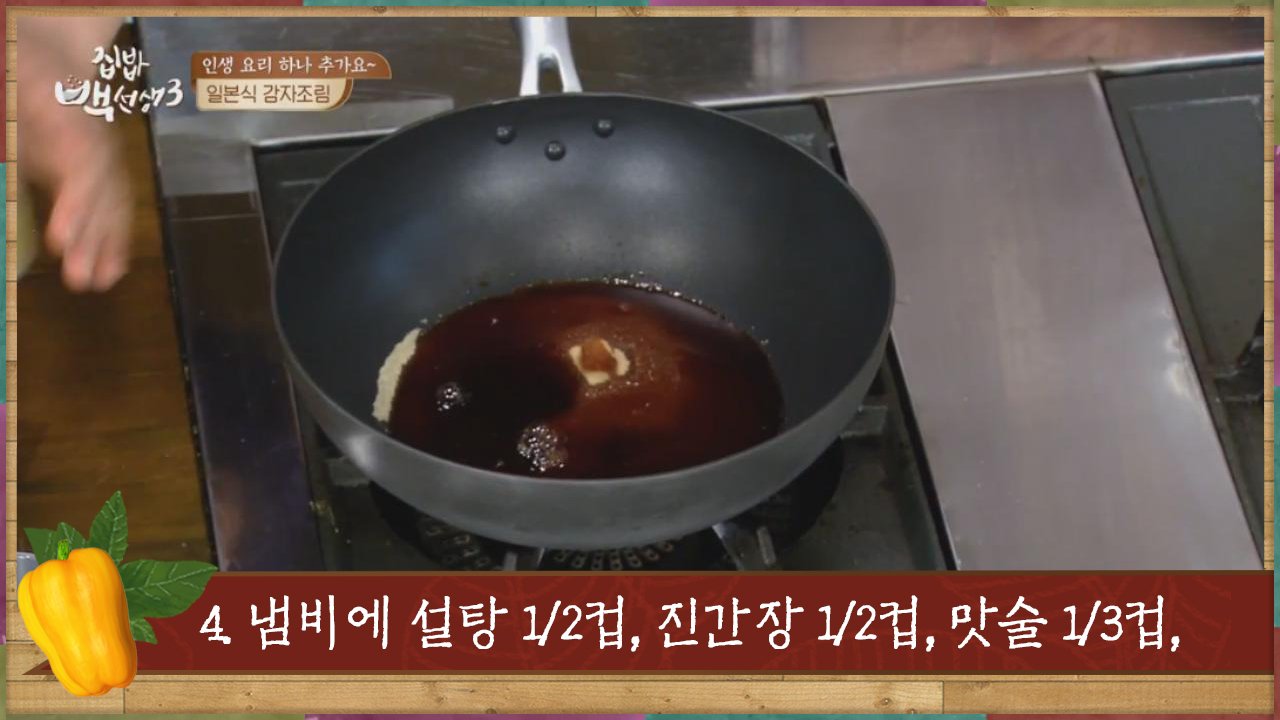 집밥
백선생3
인생 요리 하나 추가요~
일본식 감자조림
4. 냄비에 설탕 1/2컵, 진간장 1/2컵, 맛술 1/3컵,